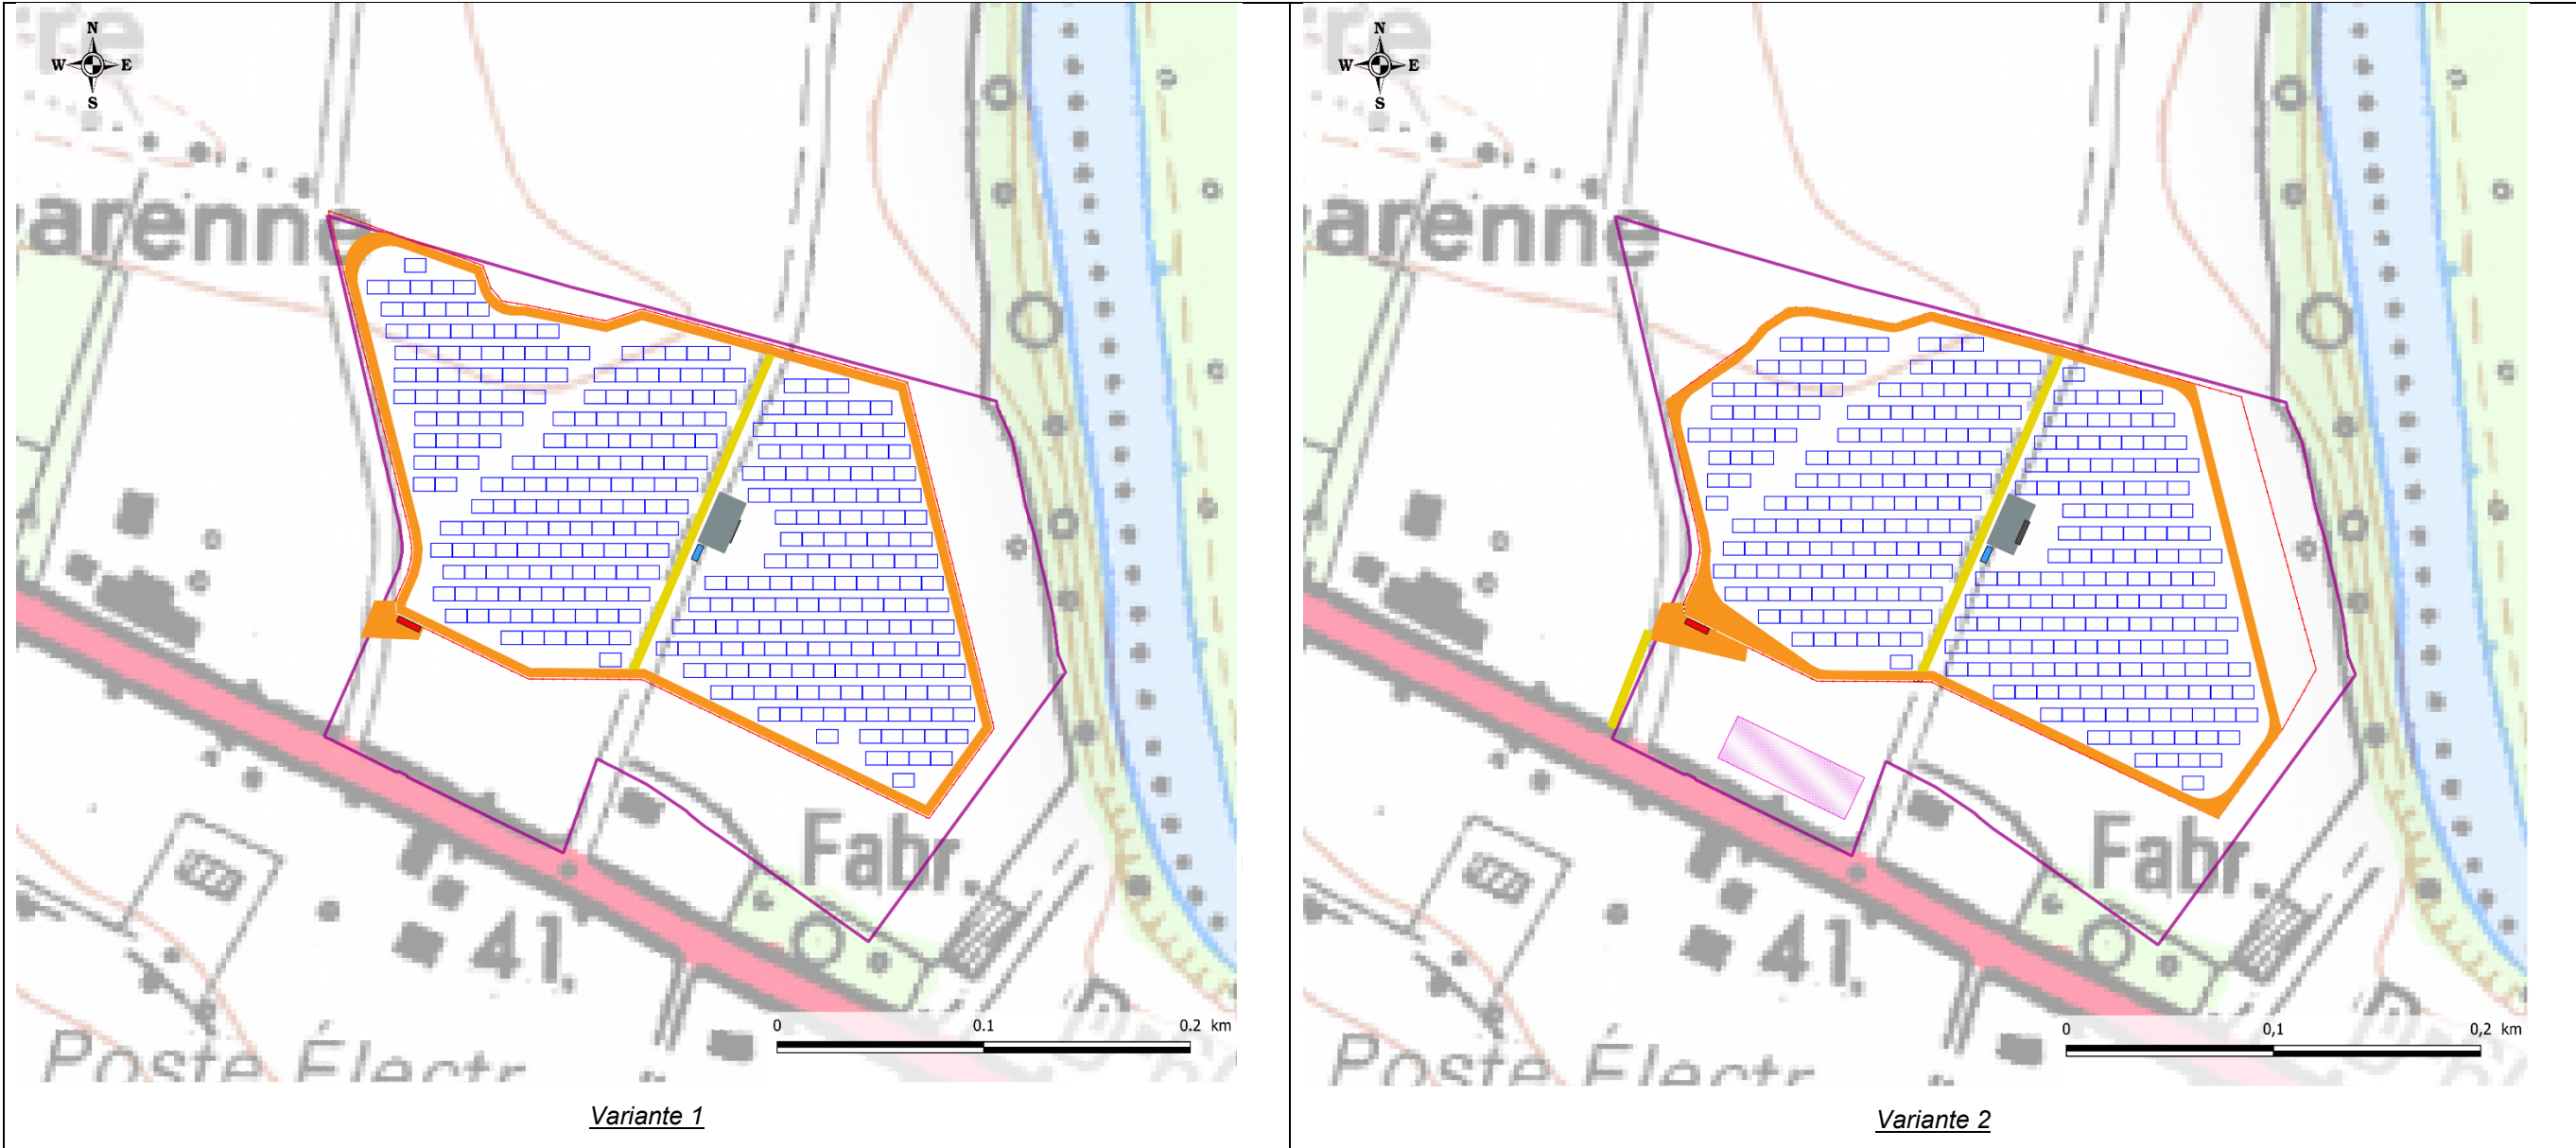 N
W E
S
arenne
Fabr.
41.
0 0.1 0.2 km
Poste Électr.
Variante 1
N
W E
S
arenne
Fabr.
41.
0 0,1 0,2 km
Poste Électr.
Variante 2